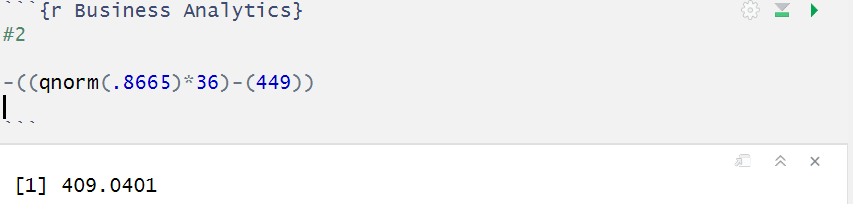 ```{r Business Analytics}
#2
-((qnorm(.8665)*36)-(449))
```
[1] 409.0401